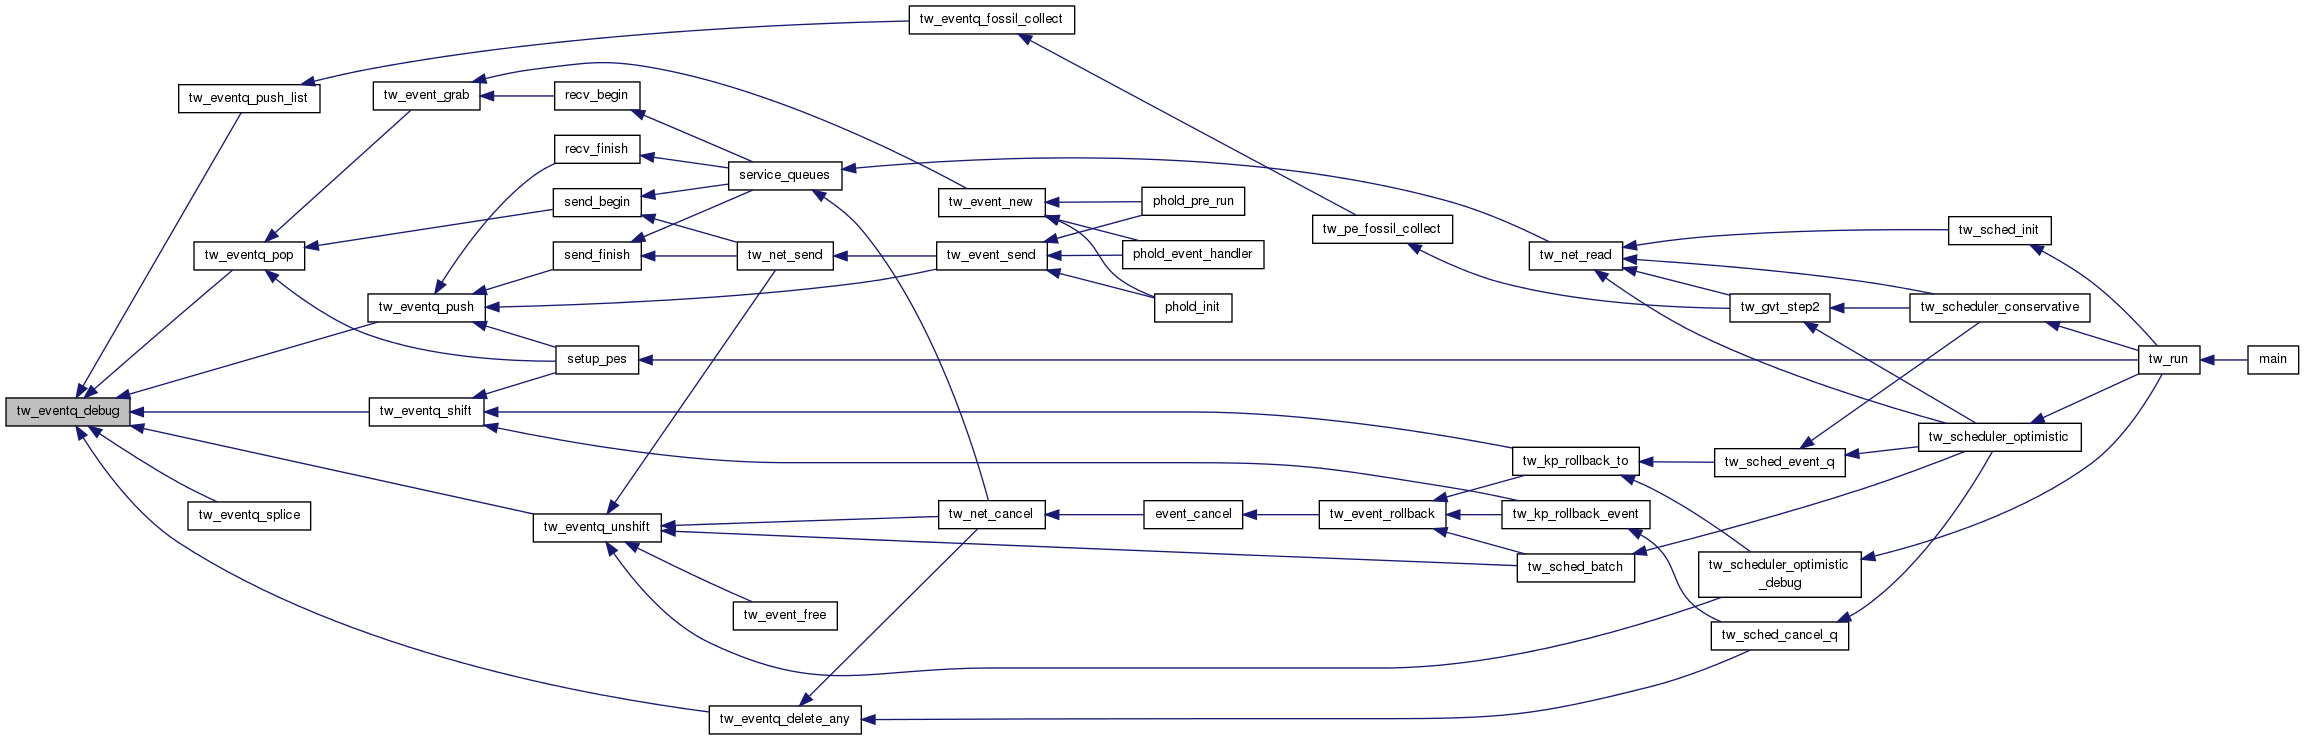 tw_eventq_fossil_collect
tw_eventq_push_list
tw_event_grab
recv_begin
recv_finish
service_queues
send_begin
tw_event_new
phold_pre_run
tw_pe_fossil_collect
tw_sched_init
tw_eventq_pop
send_finish
tw_net_send
tw_event_send
phold_event_handler
tw_net_read
tw_eventq_push
phold_init
tw_gvt_step2
tw_scheduler_conservative
setup_pes
tw_run
main
tw_eventq_debug
tw_eventq_shift
tw_scheduler_optimistic
tw_kp_rollback_to
tw_sched_event_q
tw_eventq_splice
tw_eventq_unshift
tw_net_cancel
event_cancel
tw_event_rollback
tw_kp_rollback_event
tw_sched_batch
tw_scheduler_optimistic
_debug
tw_event_free
tw_sched_cancel_q
tw_eventq_delete_any